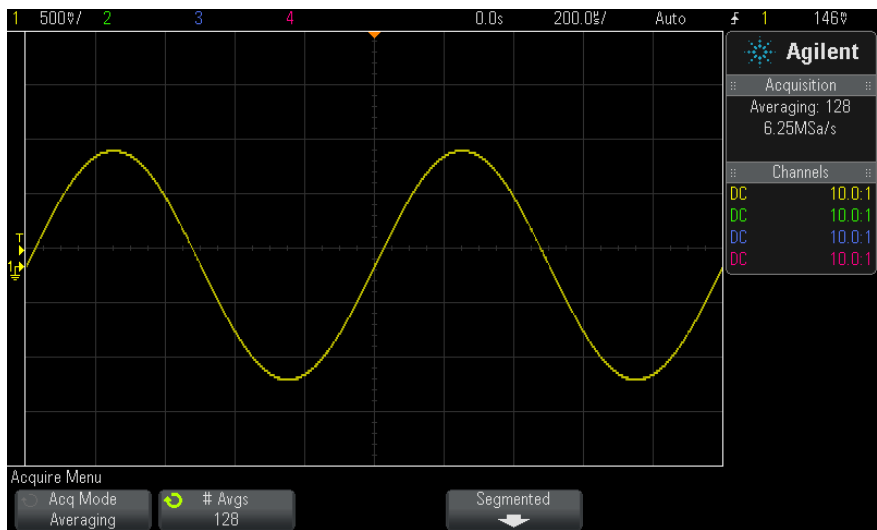 1 500㎷/ 2 3 4 0.0s 200.0㎲/ Auto 1 146㎷
Agilent
Acquisition
Averaging: 128
6.25MSa/s
Channels
DC 10.0:1
DC 10.0:1
DC 10.0:1
DC 10.0:1
T
1
Acquire Menu
Acq Mode
Averaging
# Avgs
128
Segmented